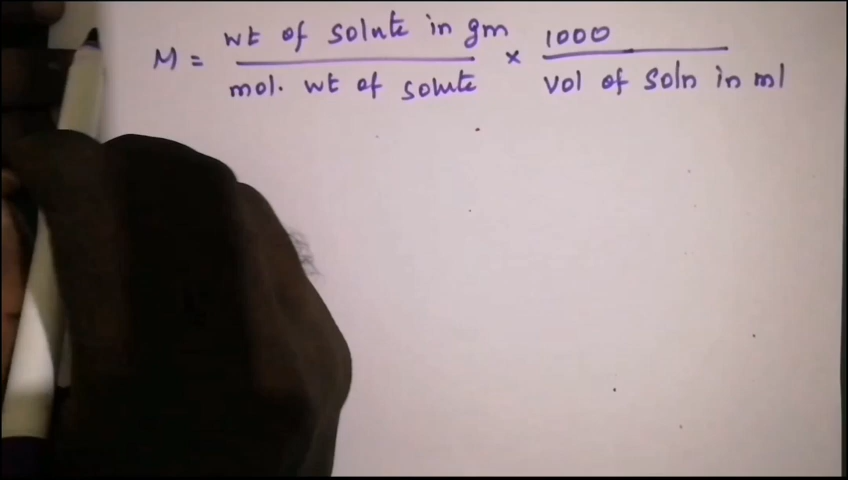 M = wt of solute in gm × 1000
mol. wt of solute vol of soln in ml